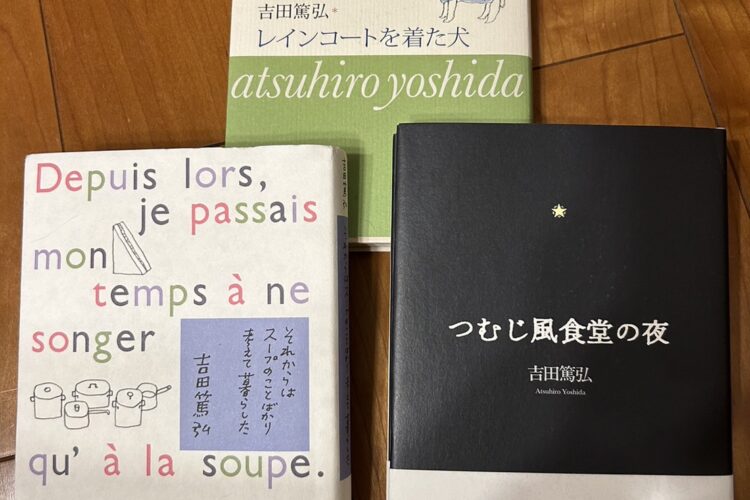 吉田篤弘*
レインコートを着た犬
atsuhiro yoshida
Depuis lors,
je passais
mon
temps à ne
songer
qu' à la soupe.
それからは
スープのことばかり
考えて暮らした
吉田篤弘
つむじ風食堂の夜
吉田篤弘
Atsuhiro Yoshida